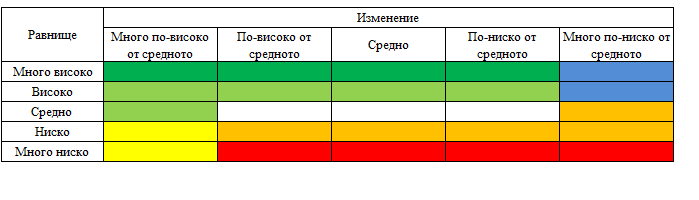 Равнище
Изменение
Много по-високо
от средното
По-високо от
средното
Средно
По-ниско от
средното
Много по-ниско от
средното
Много високо
Високо
Средно
Ниско
Много ниско